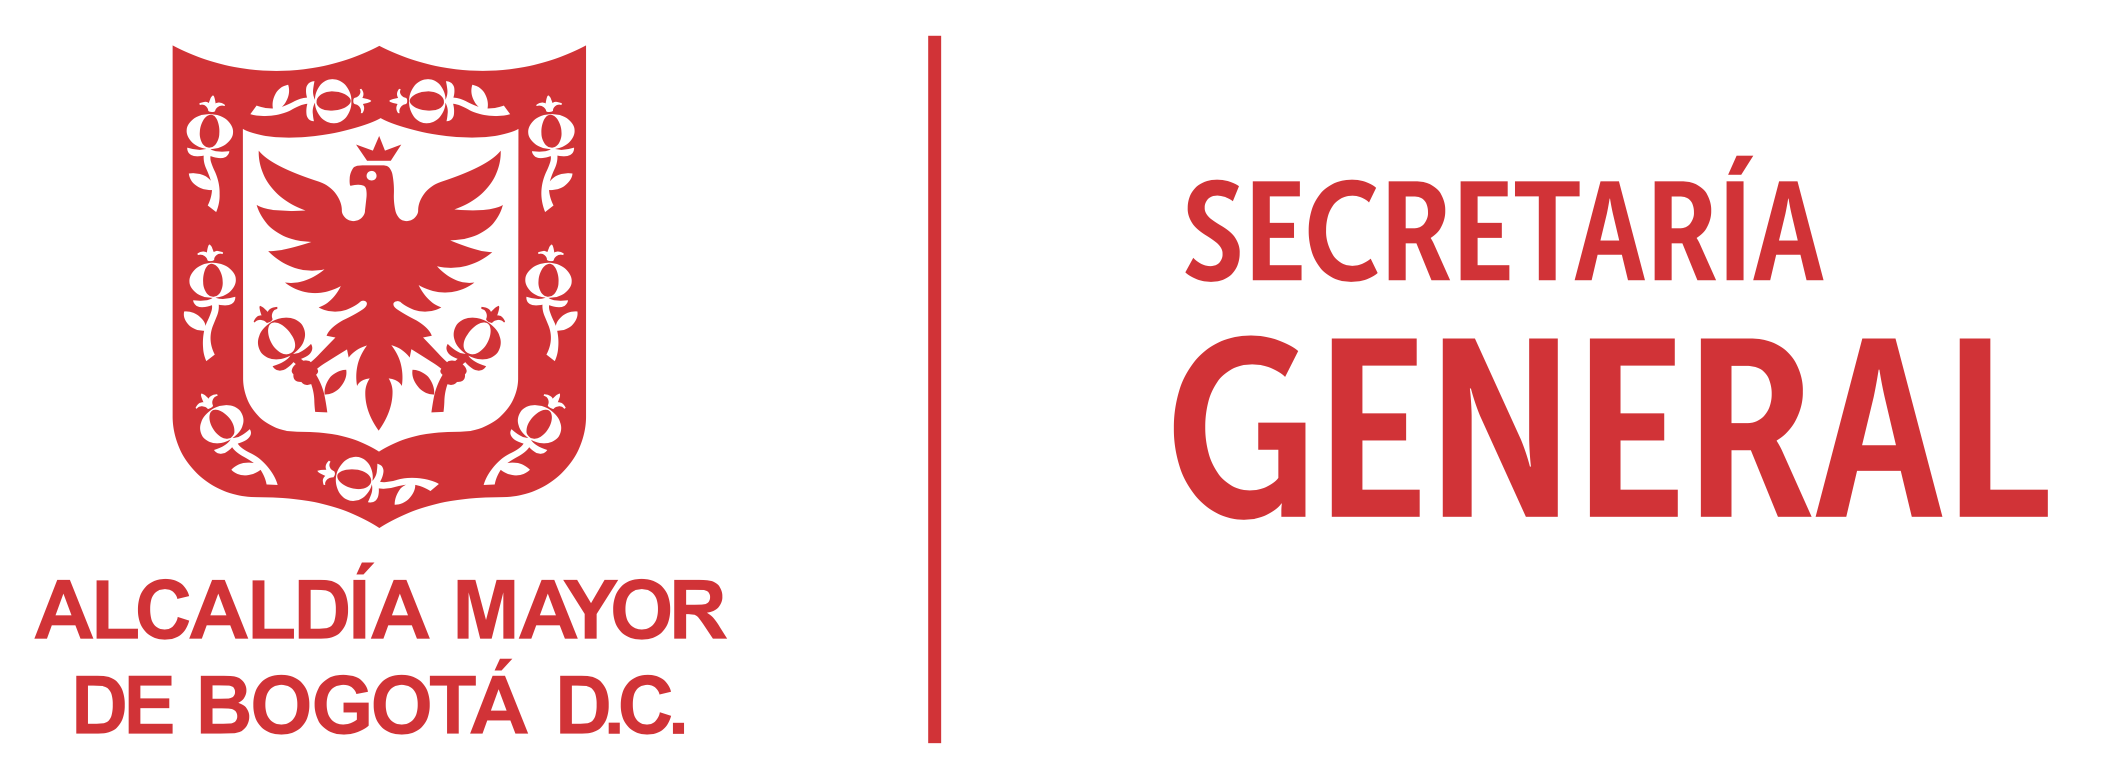 ALCALDÍA MAYOR
DE BOGOTÁ D.C.
SECRETARÍA
GENERAL